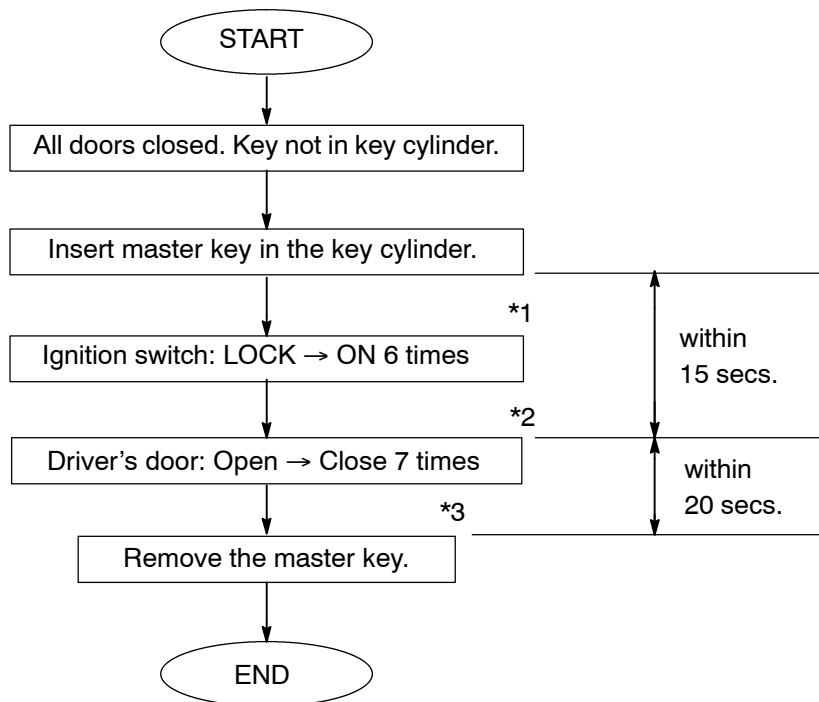 START
All doors closed. Key not in key cylinder.
Insert master key in the key cylinder.
*1
Ignition switch: LOCK → ON 6 times
within
15 secs.
*2
Driver's door: Open → Close 7 times
within
20 secs.
*3
Remove the master key.
END